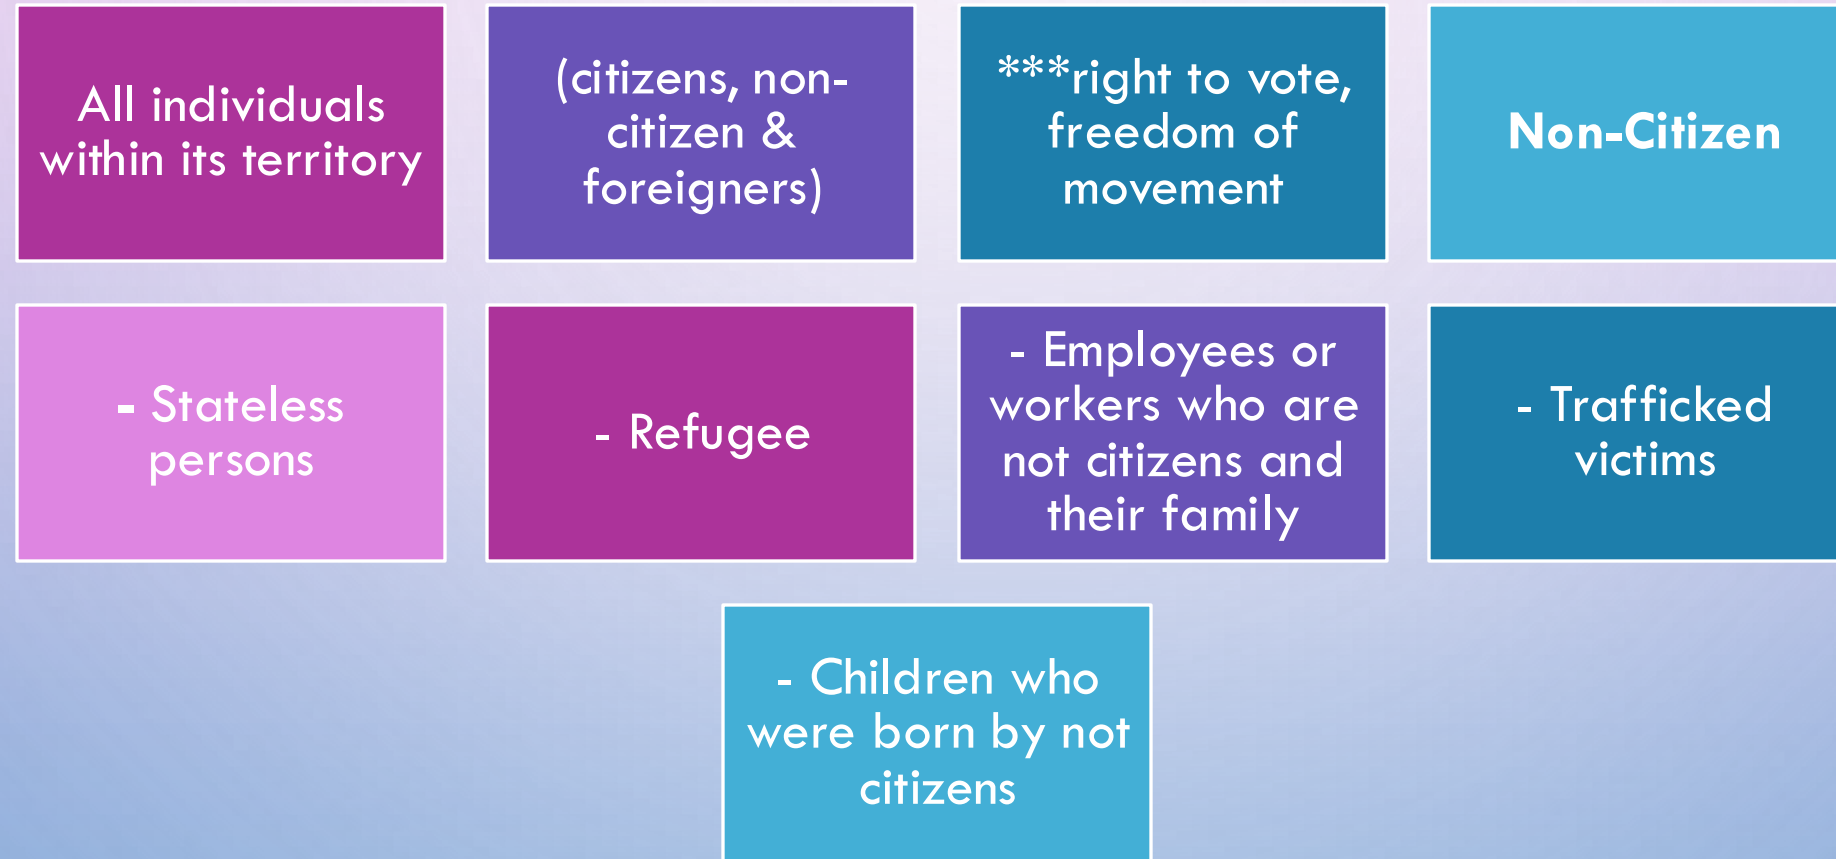 All individuals
within its territory
(citizens, non-
citizen &
foreigners)
***right to vote,
freedom of
movement
Non-Citizen
- Stateless
persons
- Refugee
- Employees or
workers who are
not citizens and
their family
- Trafficked
victims
- Children who
were born by not
citizens